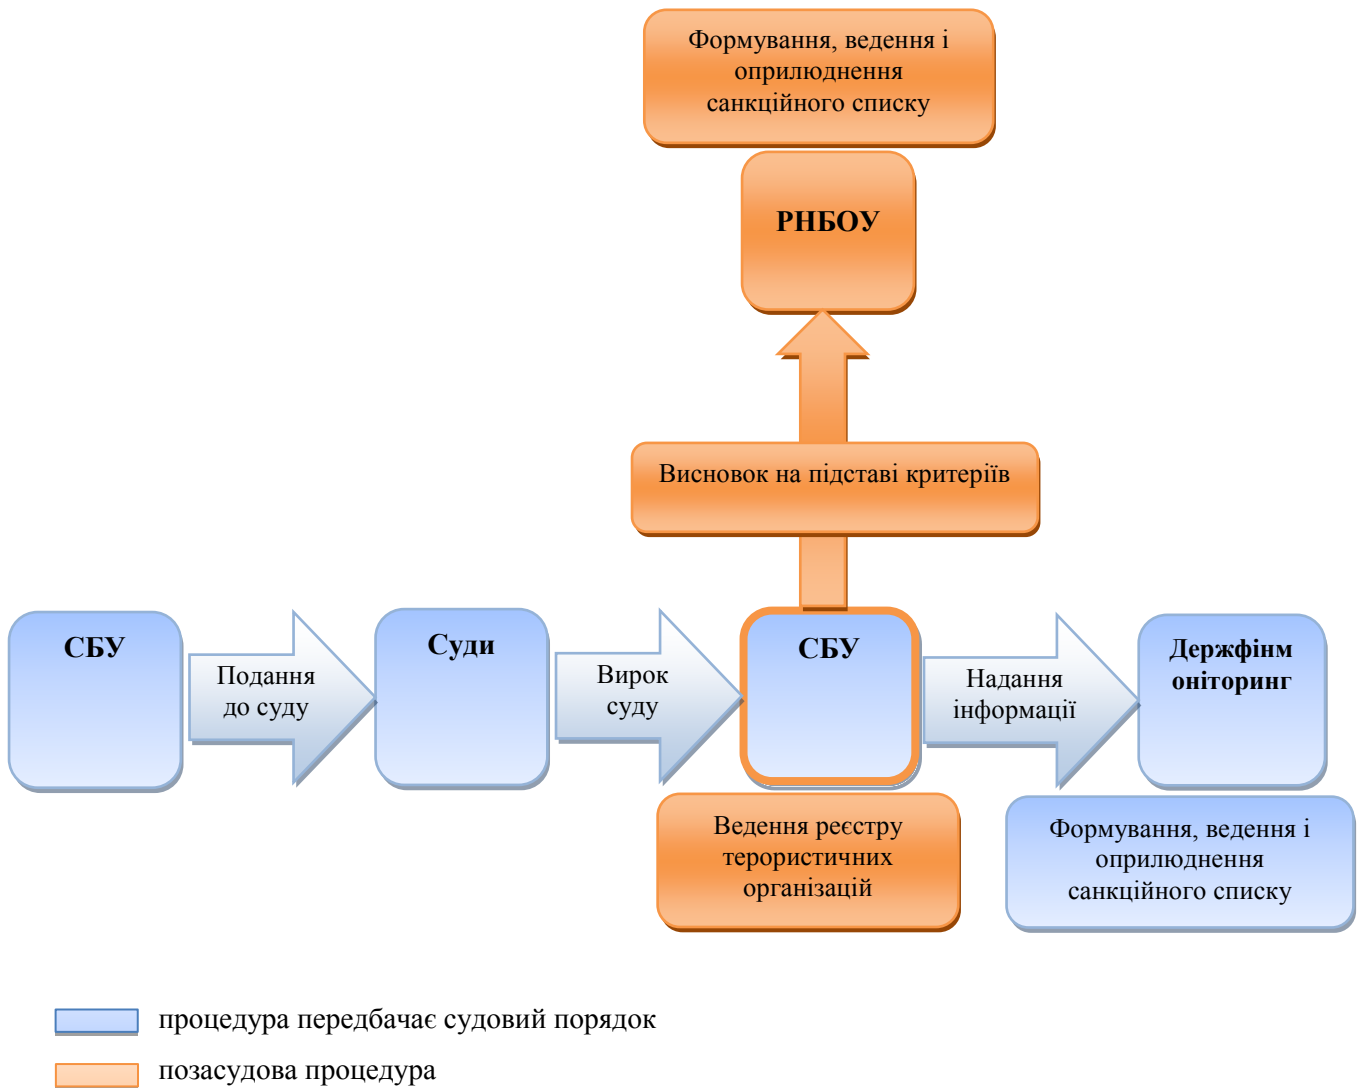 Формування, ведення і
оприлюднення
санкційного списку
РНБОУ
Висновок на підставі критеріїв
СБУ
Подання
до суду
Суди
Вирок
суду
СБУ
Надання
інформації
Держфінм
оніторинг
Ведення реєстру
терористичних
організацій
Формування, ведення і
оприлюднення
санкційного списку
процедура передбачає судовий порядок
позасудова процедура